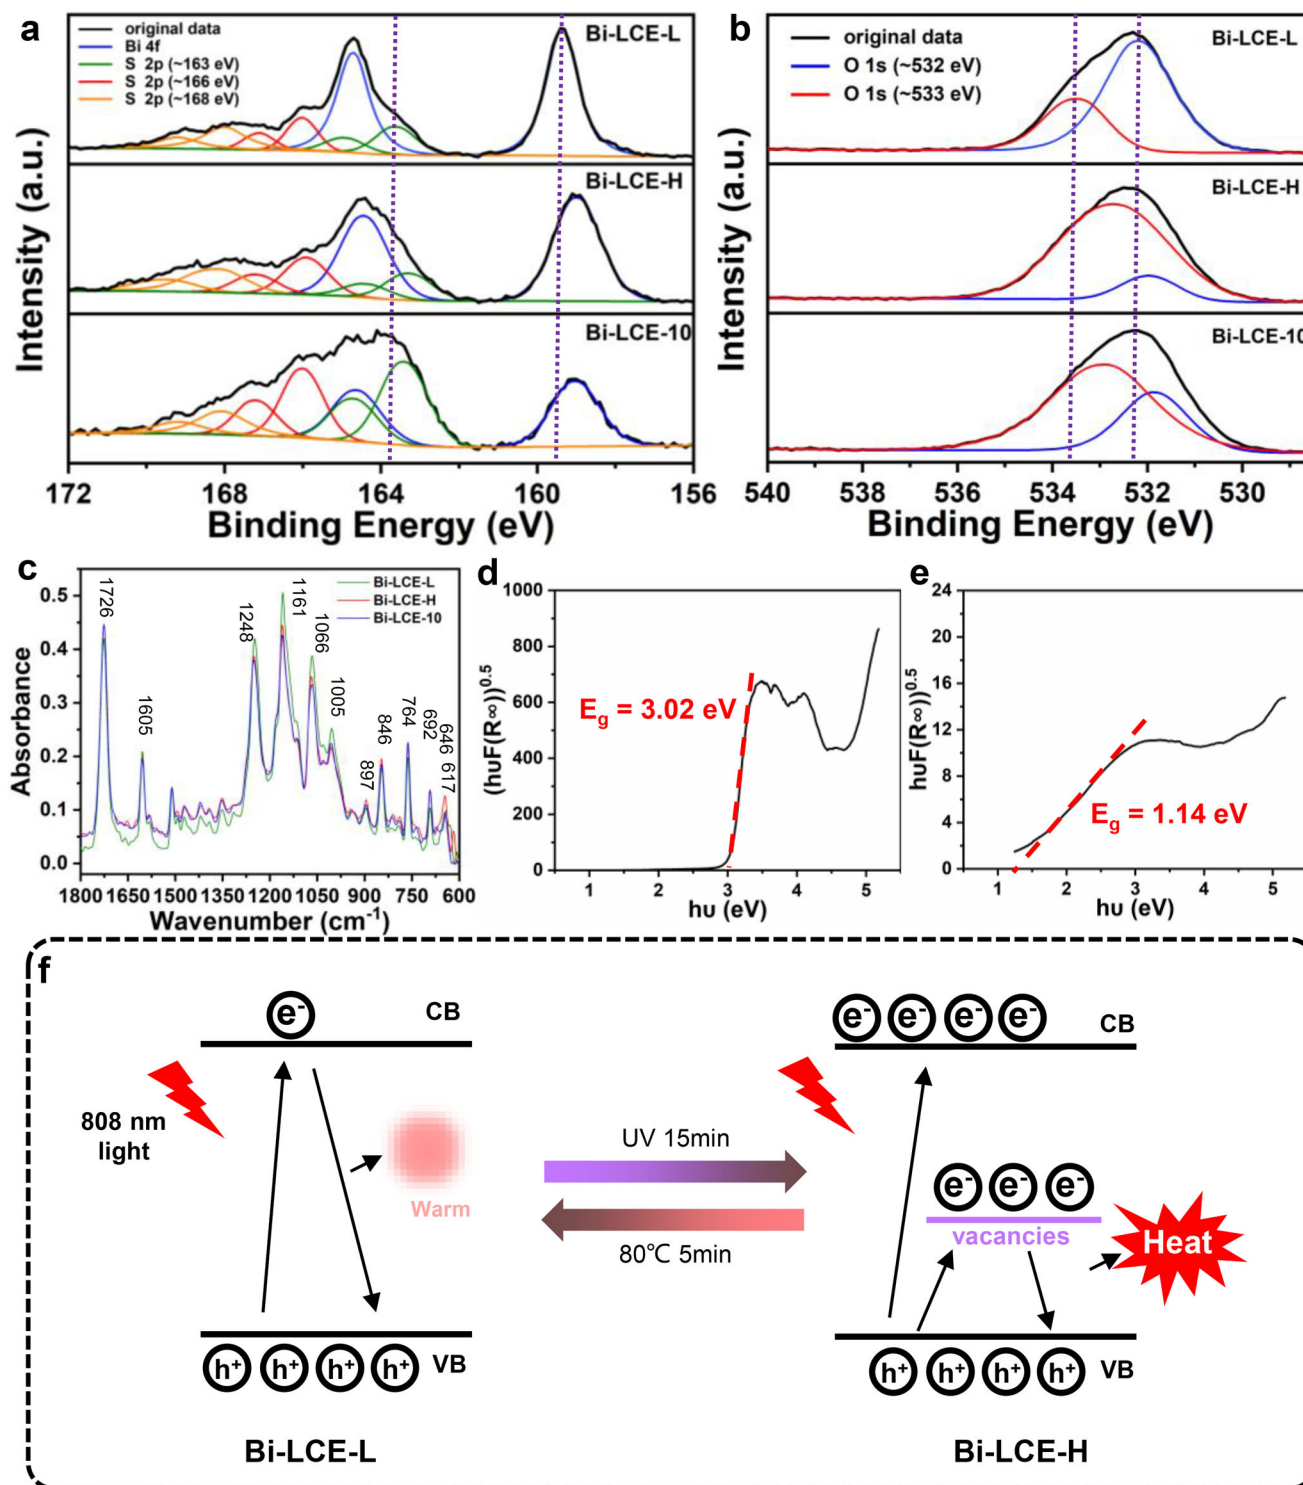 a
original data
Bi 4f
S 2p (~163 eV)
S 2p (~166 eV)
S 2p (~168 eV)
Bi-LCE-L
Bi-LCE-H
Bi-LCE-10
Intensity (a.u.)
172 168 164 160 156
Binding Energy (eV)
b
original data
O 1s (~532 eV)
O 1s (~533 eV)
Bi-LCE-L
Bi-LCE-H
Bi-LCE-10
Intensity (a.u.)
540 538 536 534 532 530
Binding Energy (eV)
c
Bi-LCE-L
Bi-LCE-H
Bi-LCE-10
1726
1605
1248
1161
1066
1005
897
846
764
692
646
617
Absorbance
0.5
0.4
0.3
0.2
0.1
0.0
1800 1650 1500 1350 1200 1050 900 750 600
Wavenumber (cm⁻¹)
d
(hυF(R∞))⁰·⁵
1000
800
600
400
200
0
E_g = 3.02 eV
1 2 3 4 5
hυ (eV)
e
hυF(R∞))⁰·⁵
24
20
16
12
8
4
0
E_g = 1.14 eV
1 2 3 4 5
hυ (eV)
f
e⁻
CB
808 nm
light
Warm
h⁺ h⁺ h⁺ h⁺
VB
Bi-LCE-L
UV 15min
80℃ 5min
e⁻ e⁻ e⁻ e⁻
CB
e⁻ e⁻ e⁻
vacancies
Heat
h⁺ h⁺ h⁺ h⁺
VB
Bi-LCE-H